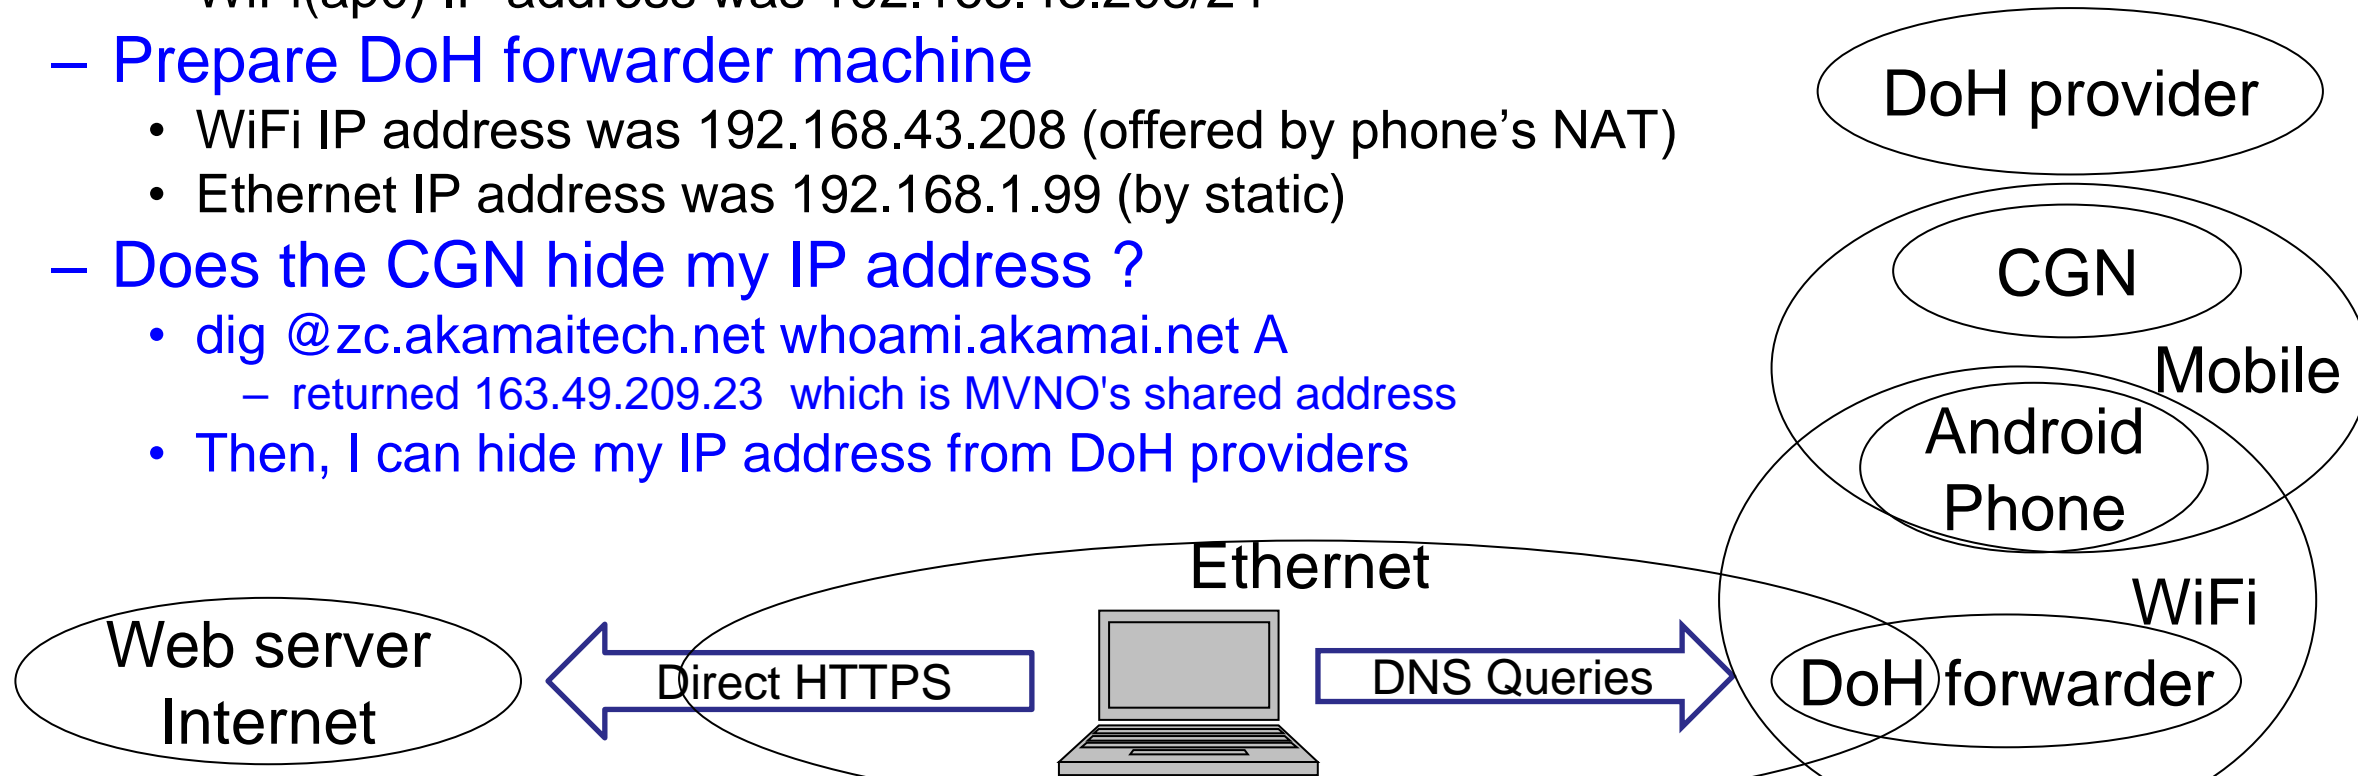 – Prepare DoH forwarder machine
• WiFi IP address was 192.168.43.208 (offered by phone’s NAT)
• Ethernet IP address was 192.168.1.99 (by static)
– Does the CGN hide my IP address ?
• dig @zc.akamaitech.net whoami.akamai.net A
– returned 163.49.209.23  which is MVNO's shared address
• Then, I can hide my IP address from DoH providers
DoH provider
CGN
Mobile
Android
Phone
WiFi
DoH forwarder
Ethernet
Web server
Internet
Direct HTTPS
DNS Queries